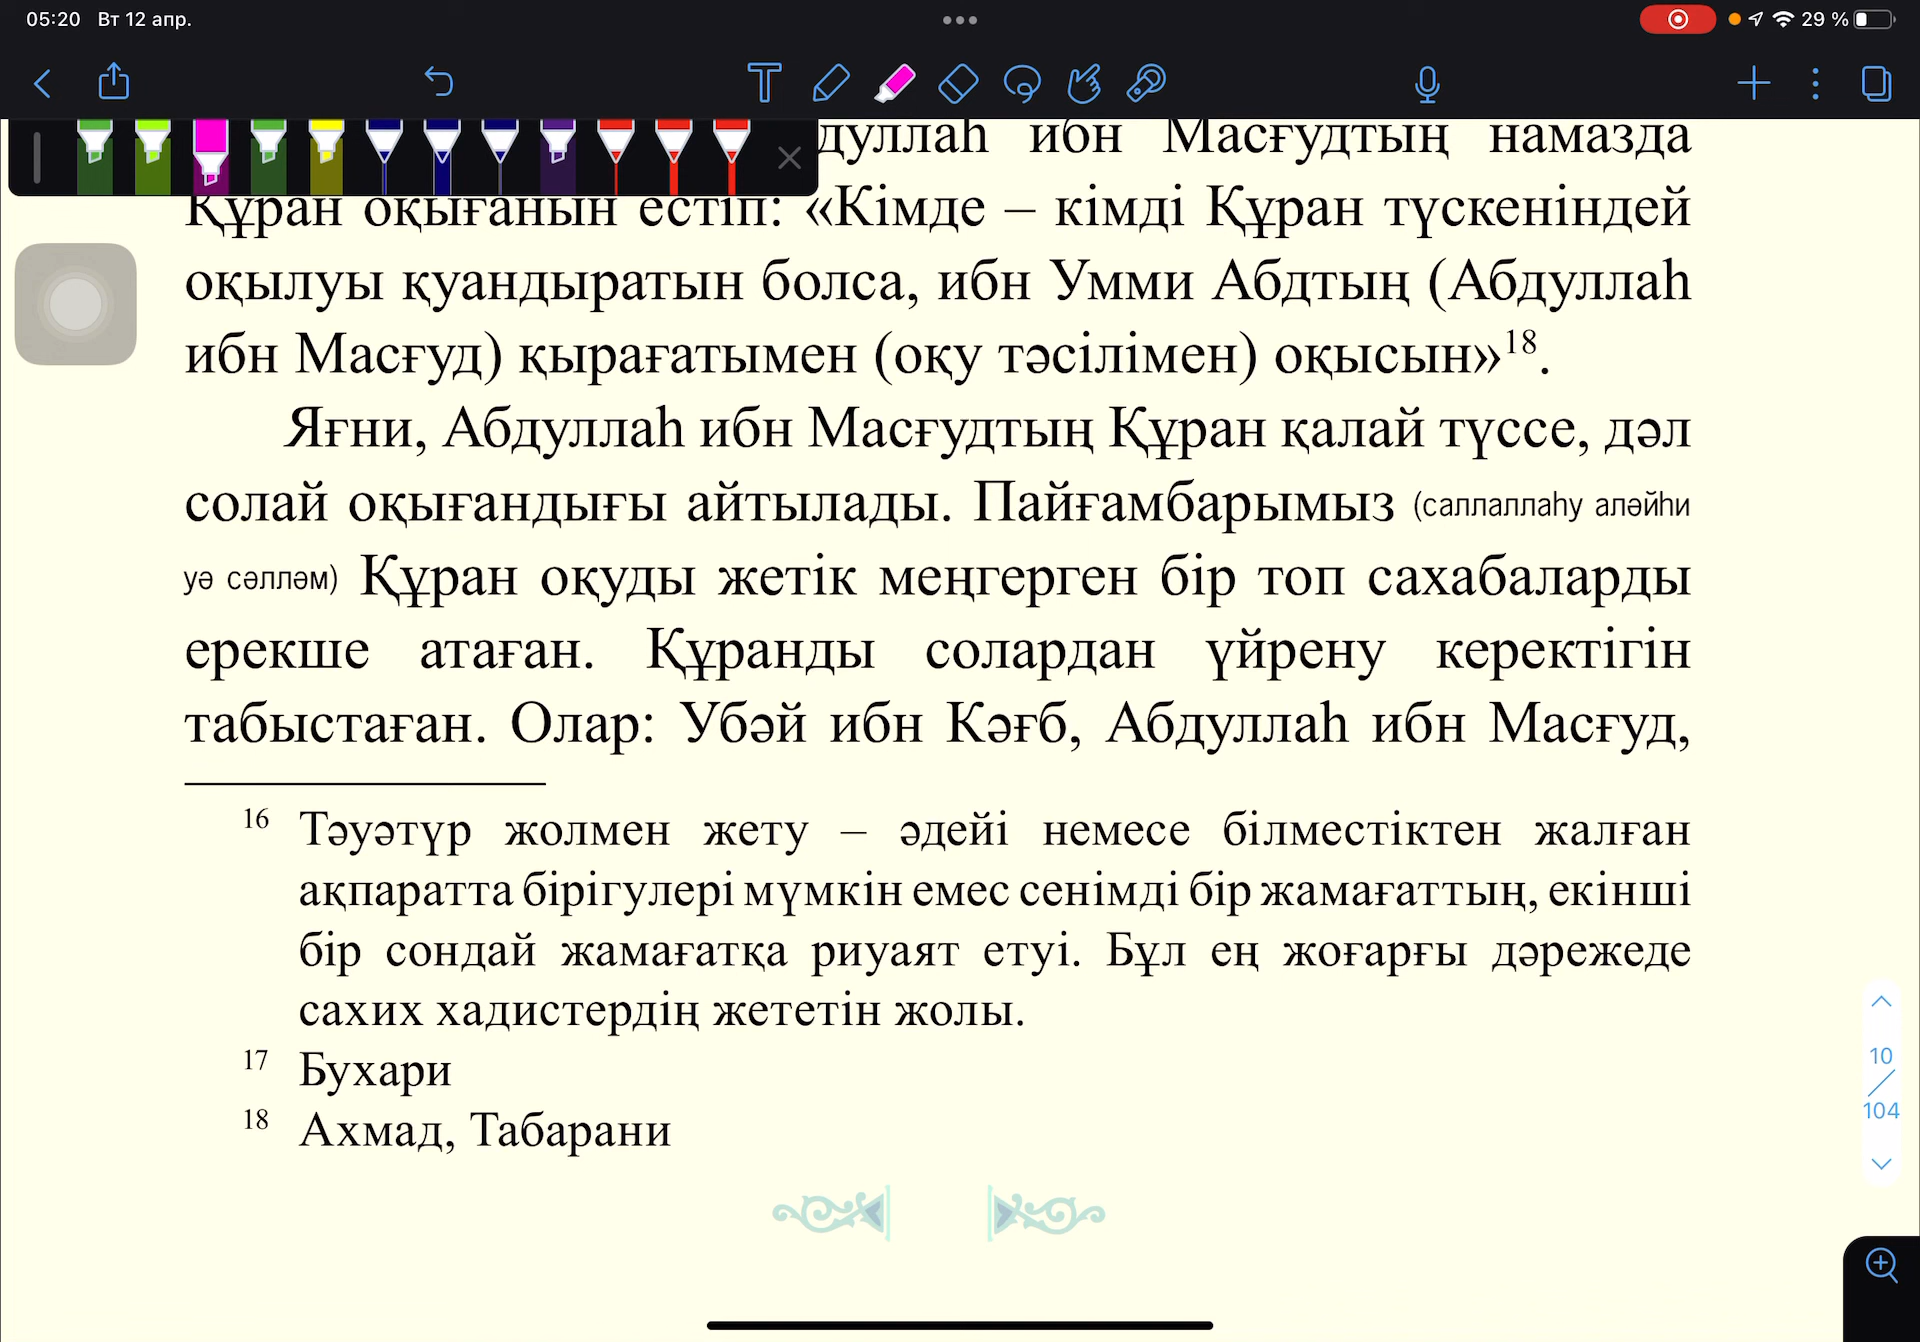 05:20 Вт 12 апр.
29 %
дуллаһ ибн Масғудтың намазда
Құран оқығанын естіп: «Кімде – кімді Құран түскеніндей
оқылуы қуандыратын болса, ибн Умми Абдтың (Абдуллаһ
ибн Масғуд) қырағатымен (оқу тәсілімен) оқысын»18.
Яғни, Абдуллаһ ибн Масғудтың Құран қалай түссе, дәл
солай оқығандығы айтылады. Пайғамбарымыз (саллаллаһу аләйһи
уә сәлләм) Құран оқуды жетік меңгерген бір топ сахабаларды
ерекше атаған. Құранды солардан үйрену керектігін
табыстаған. Олар: Убәй ибн Кәғб, Абдуллаһ ибн Масғуд,
16 Тәуәтүр жолмен жету – әдейі немесе білместіктен жалған
ақпаратта бірігулері мүмкін емес сенімді бір жамағаттың, екінші
бір сондай жамағатқа риуаят етуі. Бұл ең жоғарғы дәрежеде
сахих хадистердің жететін жолы.
17 Бухари
18 Ахмад, Табарани
10
104